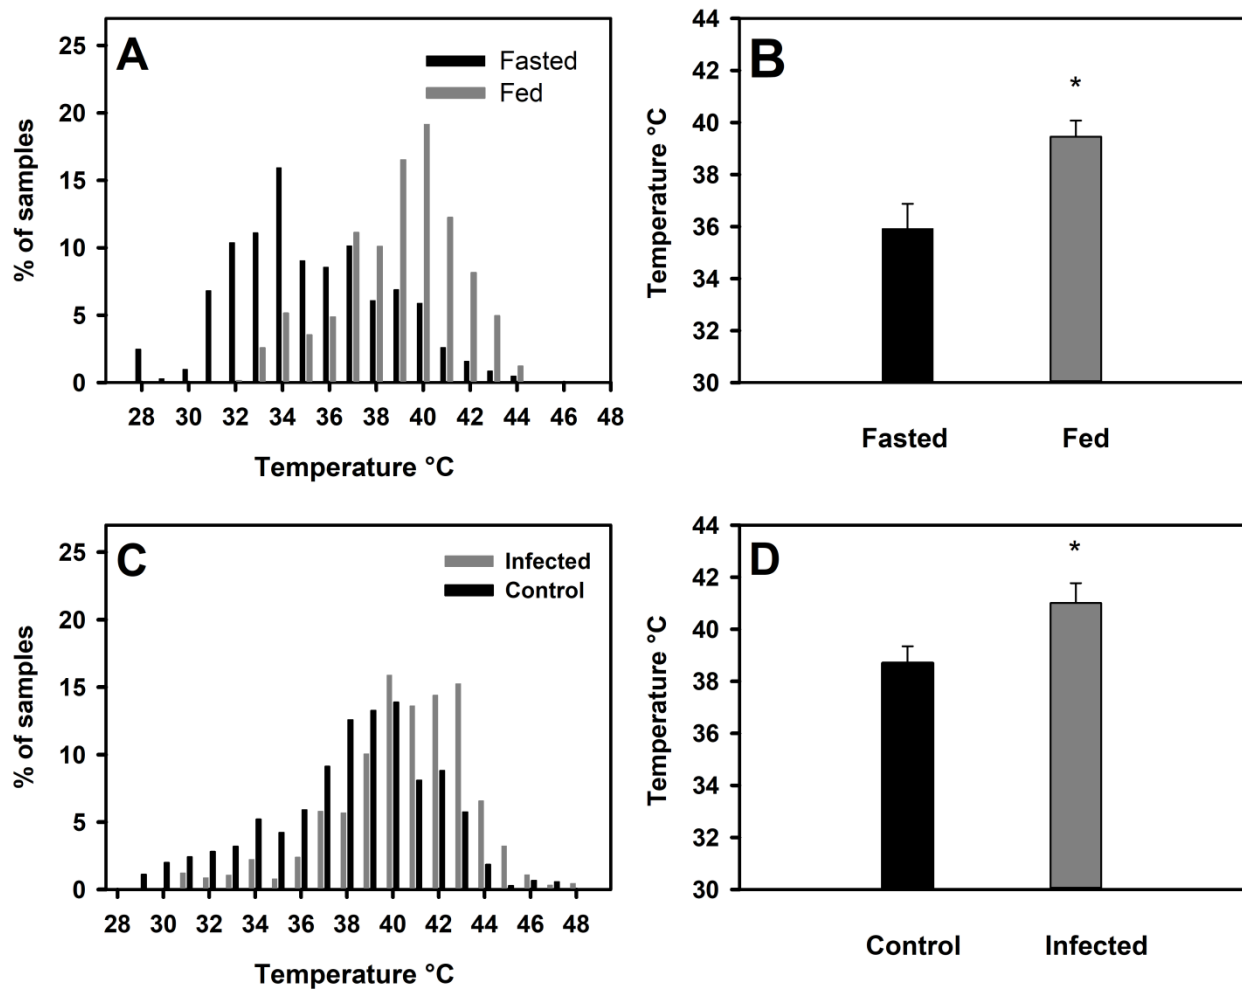 A
Fasted
Fed
25
20
15
10
5
0
% of samples
28 30 32 34 36 38 40 42 44 46 48
Temperature °C
B
*
44
42
40
38
36
34
32
30
Temperature °C
Fasted Fed
C
Infected
Control
25
20
15
10
5
0
% of samples
28 30 32 34 36 38 40 42 44 46 48
Temperature °C
D
*
44
42
40
38
36
34
32
30
Temperature °C
Control Infected